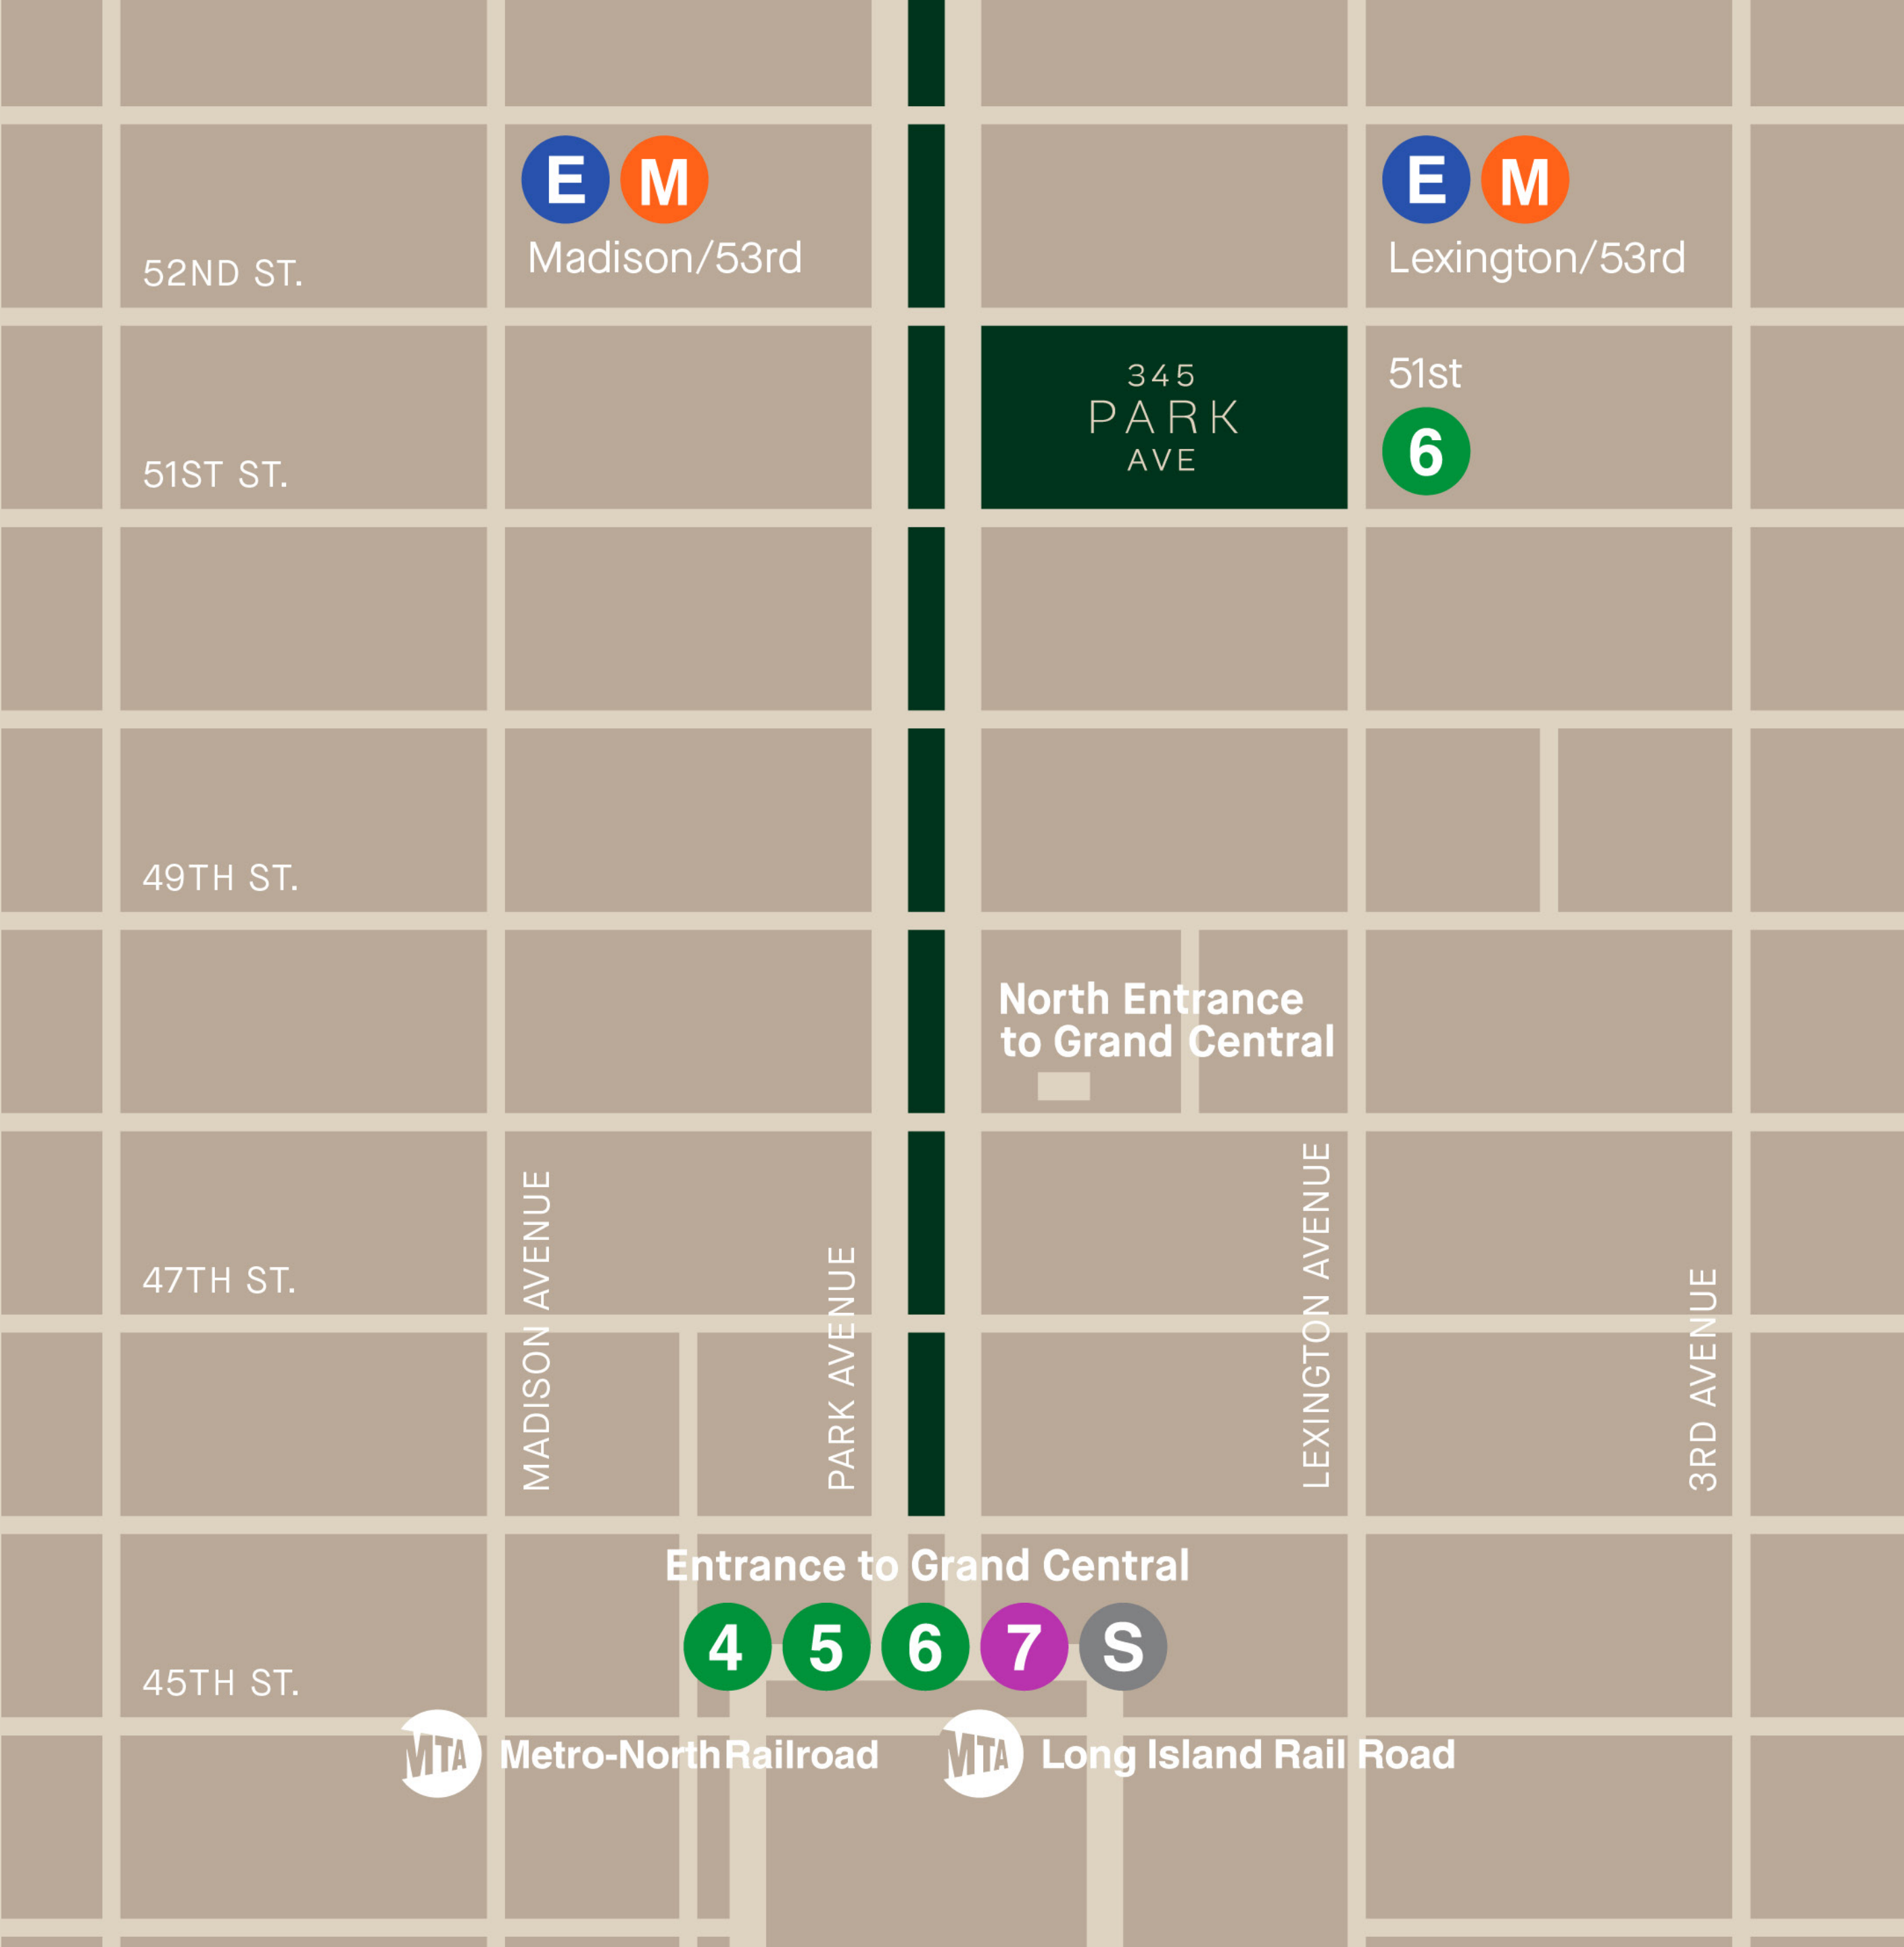 E M
E M
Madison/53rd
Lexington/53rd
52ND ST.
345
PARK
AVE
51st
6
51ST ST.
49TH ST.
North Entrance
to Grand Central
47TH ST.
MADISON AVENUE
PARK AVENUE
LEXINGTON AVENUE
3RD AVENUE
Entrance to Grand Central
4 5 6 7 S
45TH ST.
MTA Metro-NorthRailroad
MTA Long Island Rail Road